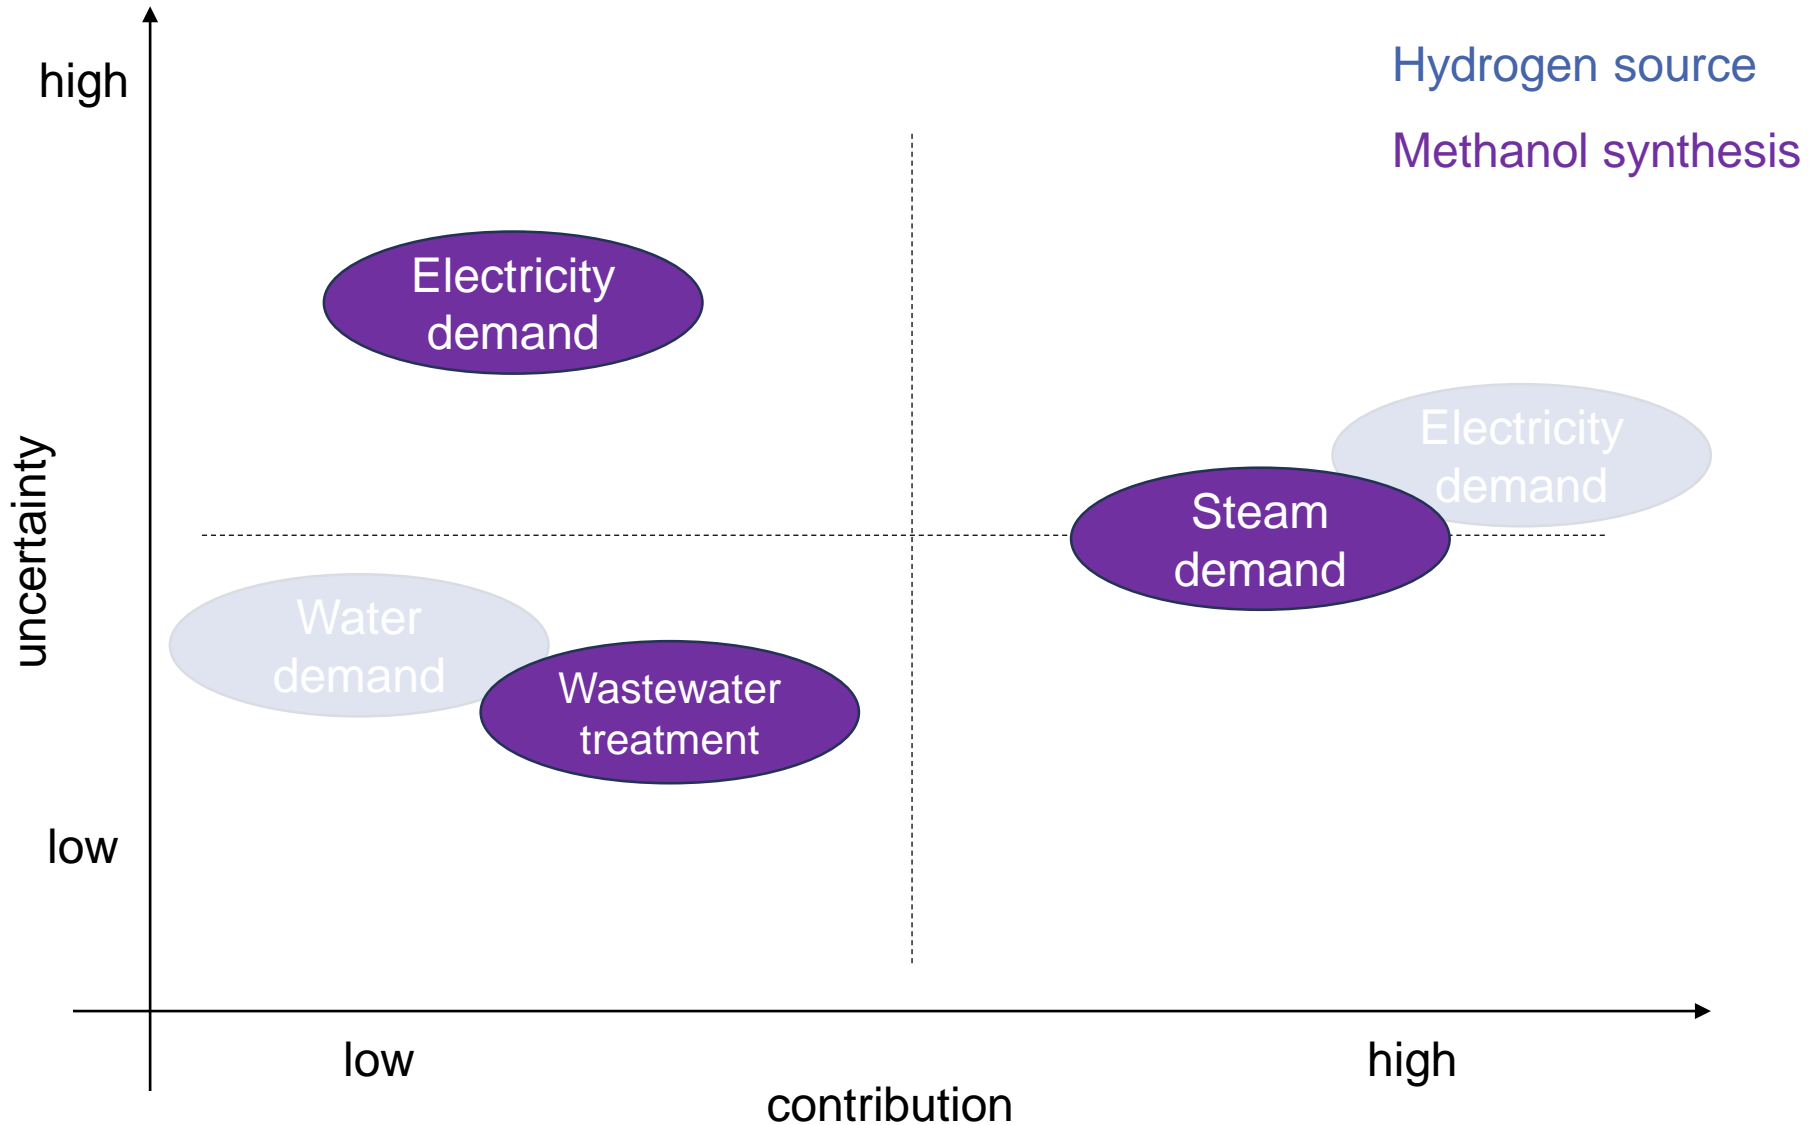 high
Hydrogen source
Methanol synthesis
Electricity
demand
Electricity
demand
Steam
demand
uncertainty
Water
demand
Wastewater
treatment
low
low
high
contribution